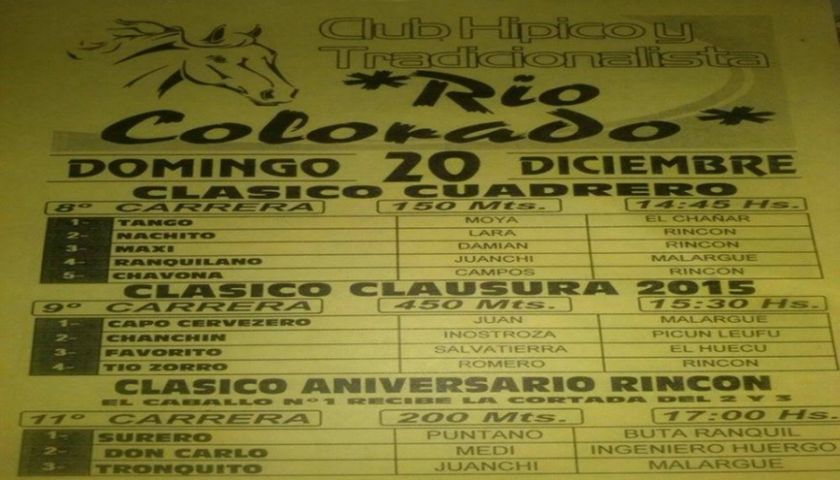 Club Hipico y
Tradicionalista
*Rio
Colorado*
DOMINGO 20 DICIEMBRE
CLASICO CUADRERO
8º CARRERA 150 Mts. 14:45 Hs.
1- TANGO MOYA EL CHAÑAR
2- NACHITO LARA RINCON
3- MAXI DAMIAN RINCON
4- RANQUILANO JUANCHI MALARGUE
5- CHAVONA CAMPOS RINCON
CLASICO CLAUSURA 2015
9º CARRERA 450 Mts. 15:30 Hs.
1- CAPO CERVEZERO JUAN MALARGUE
2- CHANCHIN INOSTROZA PICUN LEUFU
3- FAVORITO SALVATIERRA EL HUECU
4- TIO ZORRO ROMERO RINCON
CLASICO ANIVERSARIO RINCON
EL CABALLO Nº1 RECIBE LA CORTADA DEL 2 Y 3
11º CARRERA 200 Mts. 17:00 Hs.
1- SURERO PUNTANO BUTA RANQUIL
2- DON CARLO MEDI INGENIERO HUERGO
3- TRONQUITO JUANCHI MALARGUE